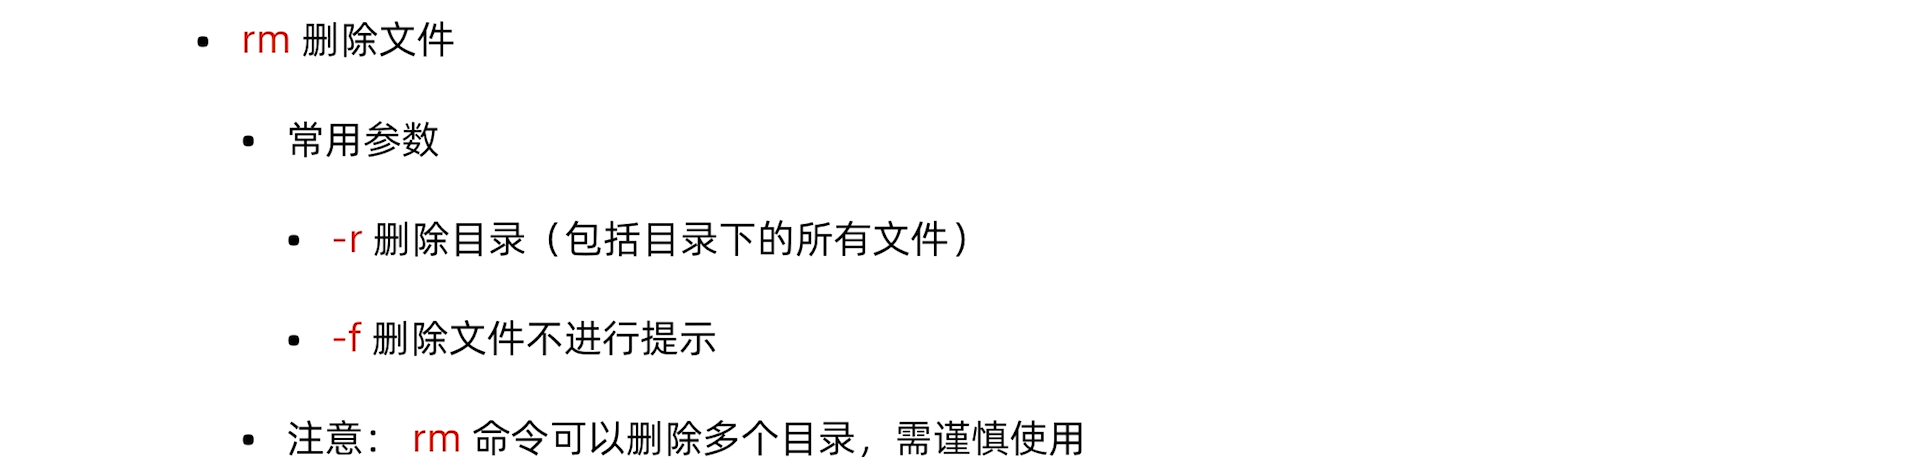 • rm 删除文件
• 常用参数
• -r 删除目录（包括目录下的所有文件）
• -f 删除文件不进行提示
• 注意： rm 命令可以删除多个目录，需谨慎使用